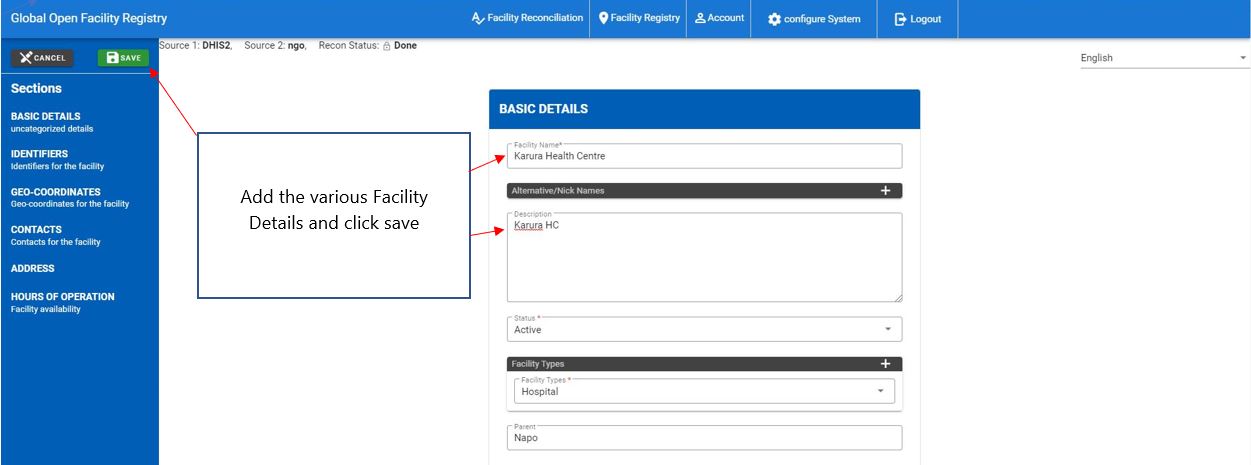 Global Open Facility Registry
Facility Reconciliation
Facility Registry
Account
configure System
Logout
CANCEL
SAVE
Source 1: DHIS2, Source 2: ngo, Recon Status: Done
English
Sections
BASIC DETAILS
uncategorized details
IDENTIFIERS
Identifiers for the facility
GEO-COORDINATES
Geo-coordinates for the facility
CONTACTS
Contacts for the facility
ADDRESS
HOURS OF OPERATION
Facility availability
Add the various Facility
Details and click save
BASIC DETAILS
Facility Name*
Karura Health Centre
Alternative/Nick Names
Description
Karura HC
Status *
Active
Facility Types
Facility Types *
Hospital
Parent
Napo